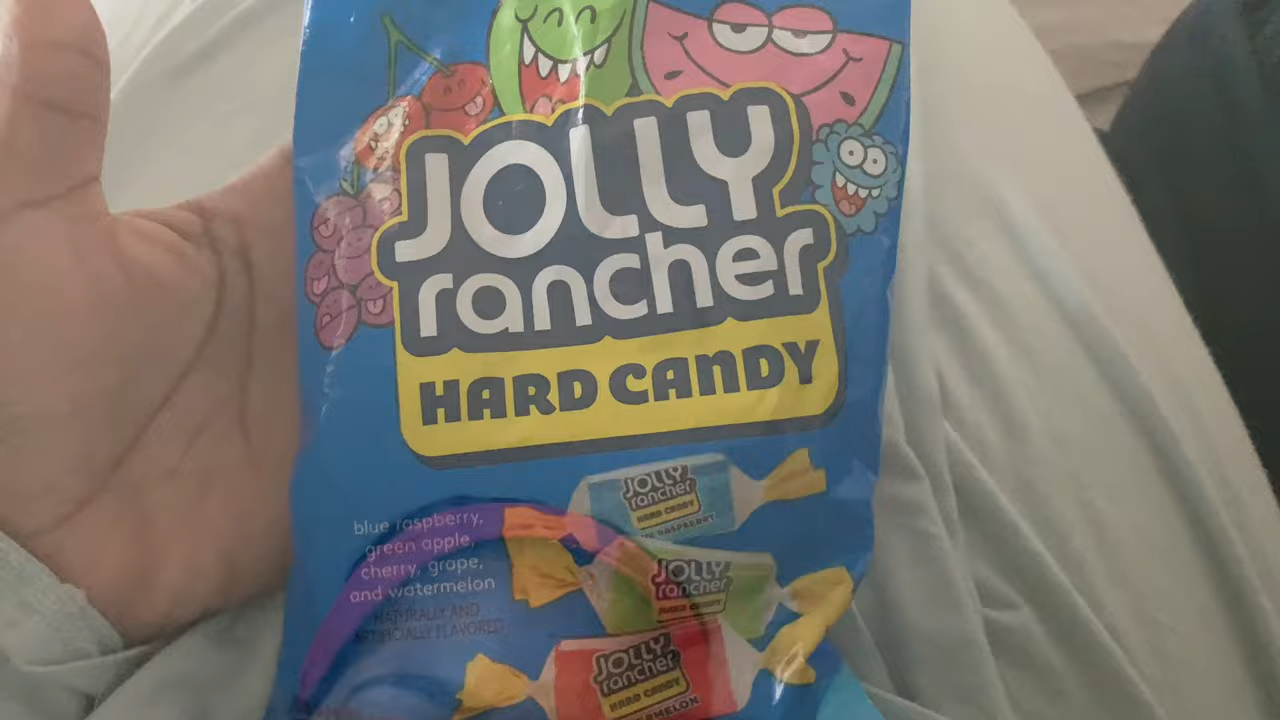 JOLLY
rancher
HARD CANDY
JOLLY
rancher
HARD CANDY
RASPBERRY
blue raspberry,
green apple,
cherry, grape,
and watermelon
NATURALLY AND
ARTIFICIALLY FLAVORED
JOLLY
rancher
HARD CANDY
JOLLY
rancher
HARD CANDY